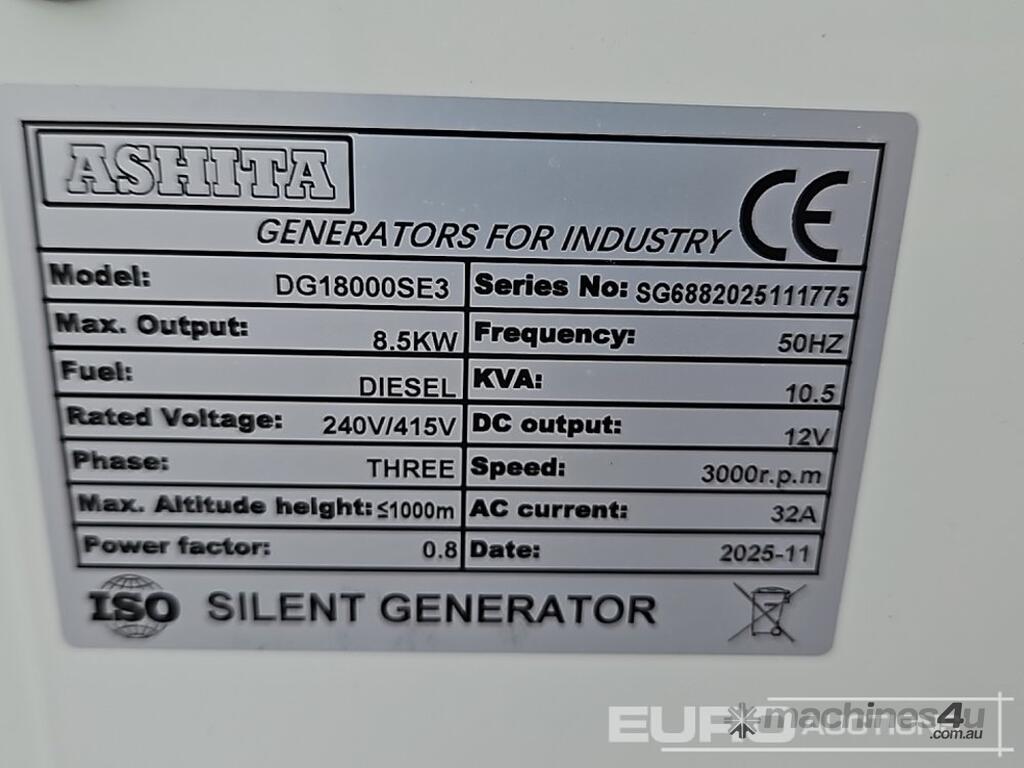 ASHITA
GENERATORS FOR INDUSTRY CE
Model: DG18000SE3 Series No: SG6882025111775
Max. Output: 8.5KW Frequency: 50HZ
Fuel: DIESEL KVA: 10.5
Rated Voltage: 240V/415V DC output: 12V
Phase: THREE Speed: 3000r.p.m
Max. Altitude height: ≤1000m AC current: 32A
Power factor: 0.8 Date: 2025-11
ISO SILENT GENERATOR
EURO AUCTIONS
machines4u
.com.au